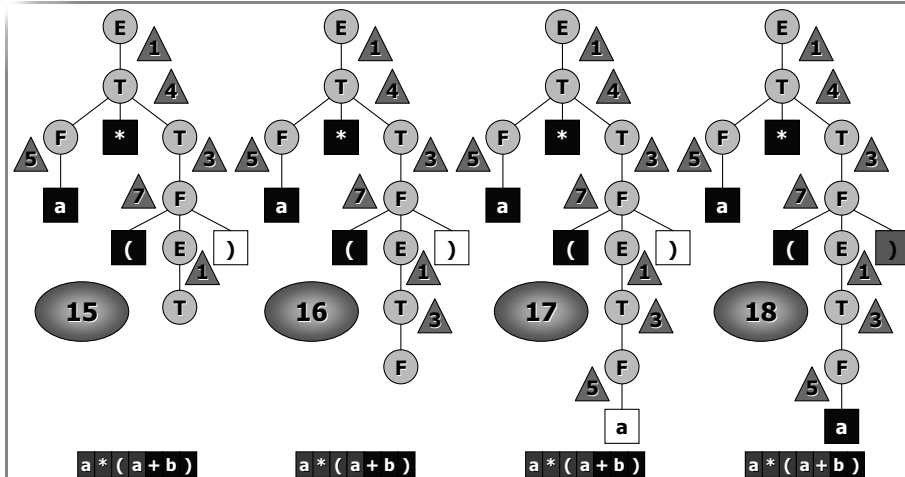 E E E E
1 1 1 1
T 4 T 4 T 4 T 4
5 F * T 3 5 F * T 3 5 F * T 3 5 F * T 3
a 7 F a 7 F a 7 F a 7 F
( E ) ( E ) ( E ) ( E )
1 1 1 1
15 T 16 T 3 17 T 3 18 T 3
F 5 F 5 F
a a
a*(a+b) a*(a+b) a*(a+b) a*(a+b)